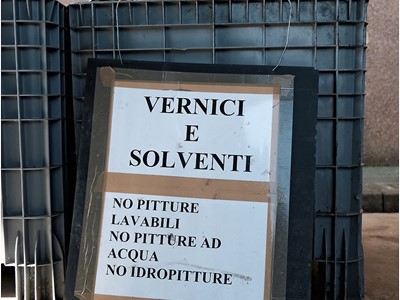 VERNICI
E
SOLVENTI
NO PITTURE
LAVABILI
NO PITTURE AD
ACQUA
NO IDROPITTURE